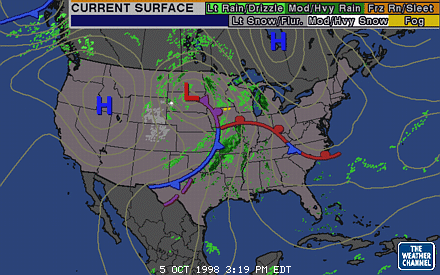 CURRENT SURFACE Lt Rain/Drizzle Mod/Hvy Rain Frz Rn/Sleet
Lt Snow/Flur. Mod/Hvy Snow Fog
H
L
H
5 OCT 1998 3:19 PM EDT
THE
WEATHER
CHANNEL